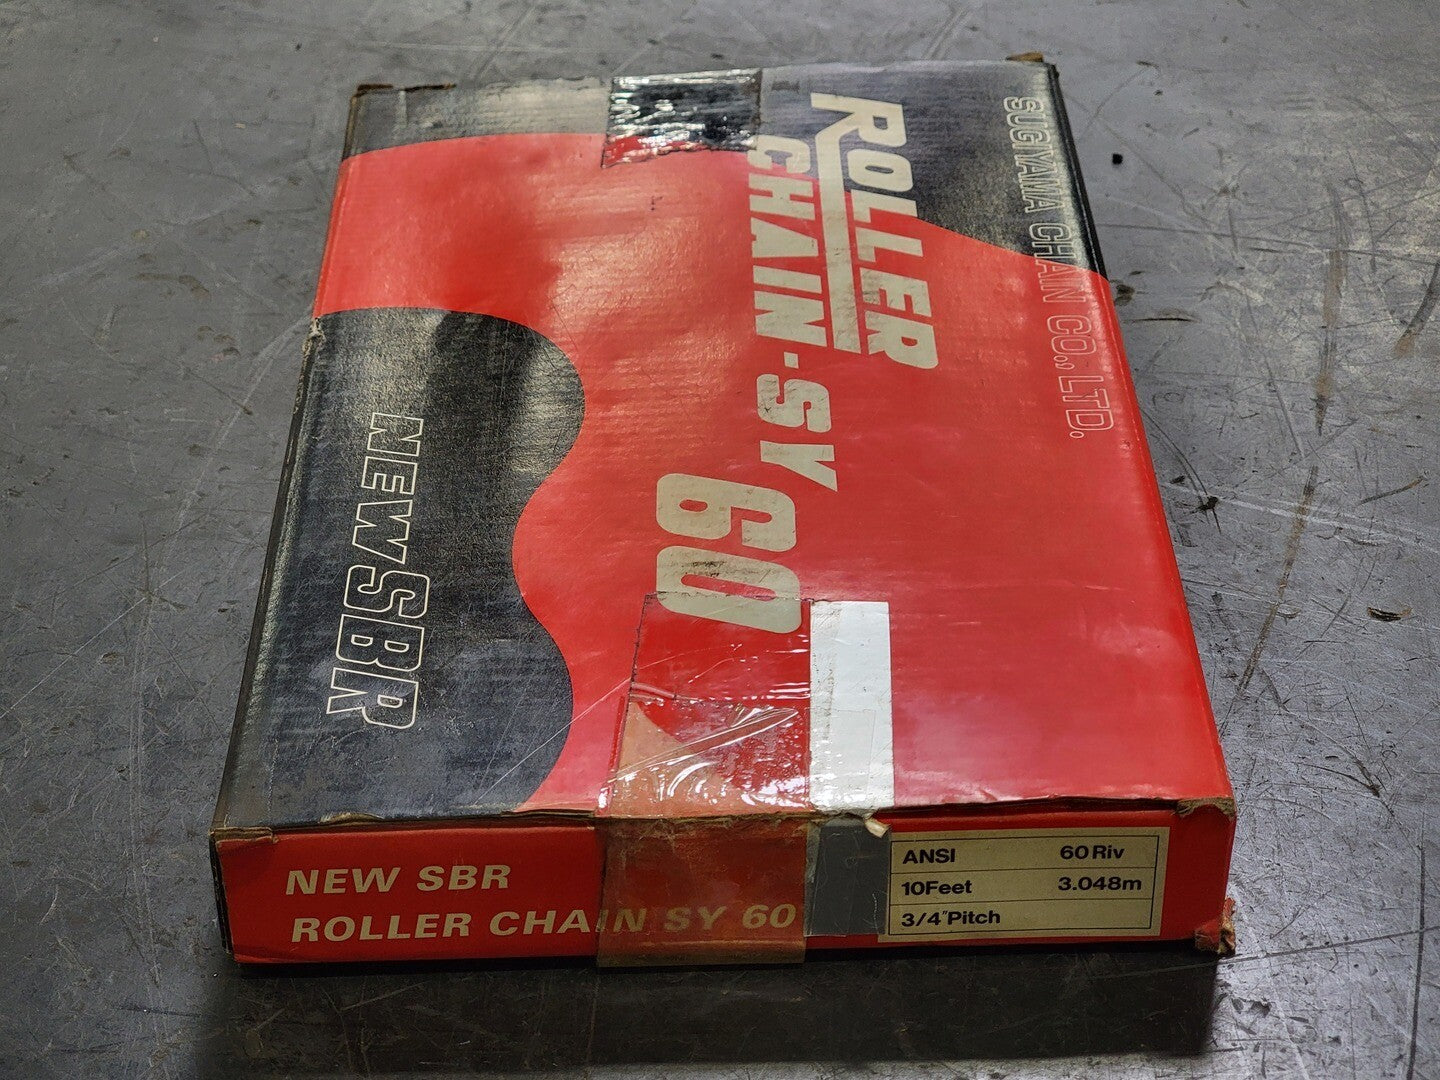 SUGIYAMA CHAIN CO., LTD.
ROLLER
CHAIN·SY 60
NEW SBR
NEW SBR
ROLLER CHAIN SY 60
ANSI 60 Riv
10Feet 3.048m
3/4"Pitch